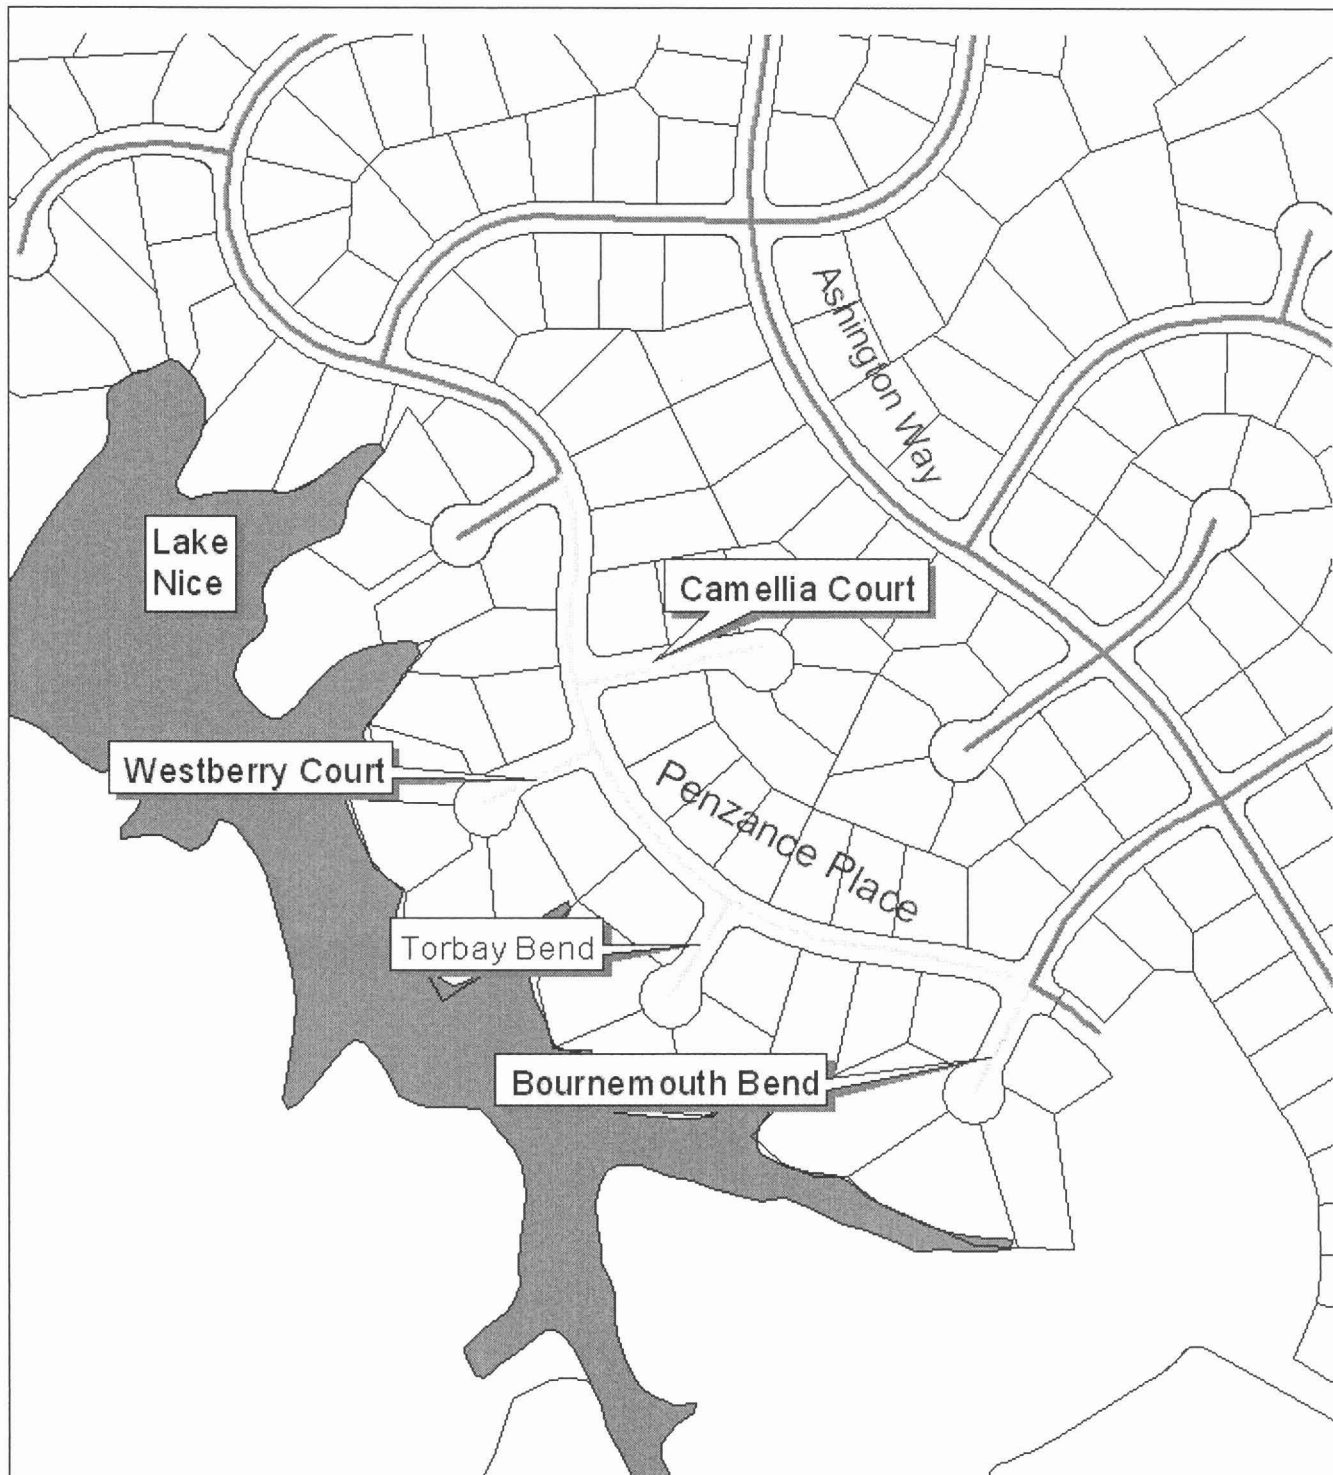 Ashington Way
Lake
Nice
Camellia Court
Westberry Court
Penzance Place
Torbay Bend
Bournemouth Bend